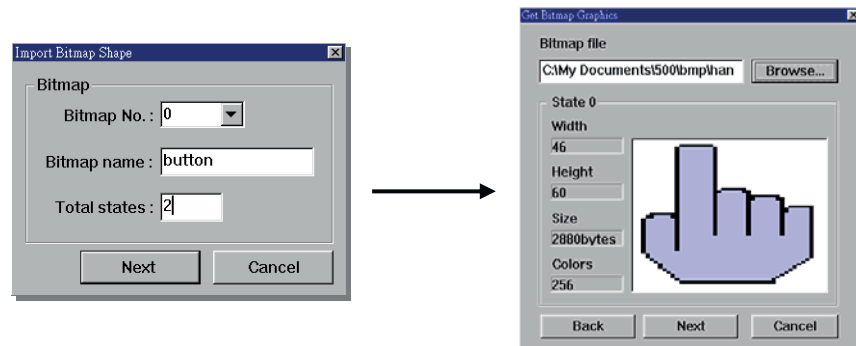 Import Bitmap Shape
Bitmap
Bitmap No. : 0
Bitmap name : button
Total states : 2
Next Cancel
Get Bitmap Graphics
Bitmap file
C:\My Documents\500\bmp\han Browse...
State 0
Width
46
Height
60
Size
2880bytes
Colors
256
Back Next Cancel